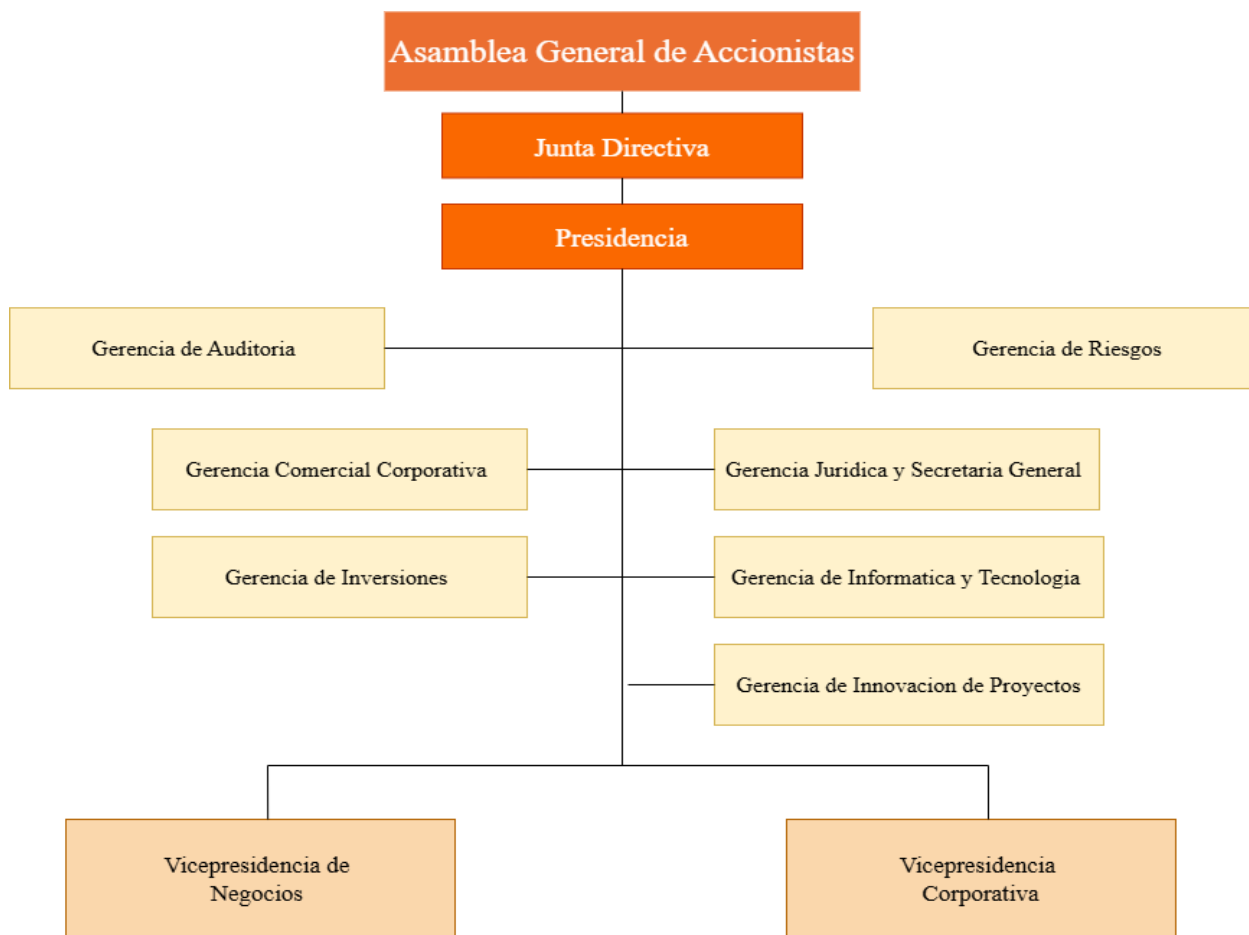 Asamblea General de Accionistas
Junta Directiva
Presidencia
Gerencia de Auditoria
Gerencia de Riesgos
Gerencia Comercial Corporativa
Gerencia Juridica y Secretaria General
Gerencia de Inversiones
Gerencia de Informatica y Tecnologia
Gerencia de Innovacion de Proyectos
Vicepresidencia de
Negocios
Vicepresidencia
Corporativa